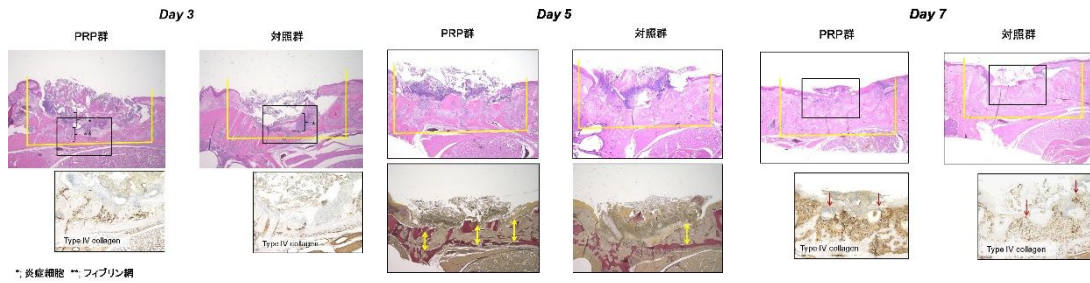 Day 3
PRP群
対照群
*
**
*
Type IV collagen
Type IV collagen
*; 炎症細胞 **; フィブリン網
Day 5
PRP群
対照群
Day 7
PRP群
対照群
Type IV collagen
Type IV collagen